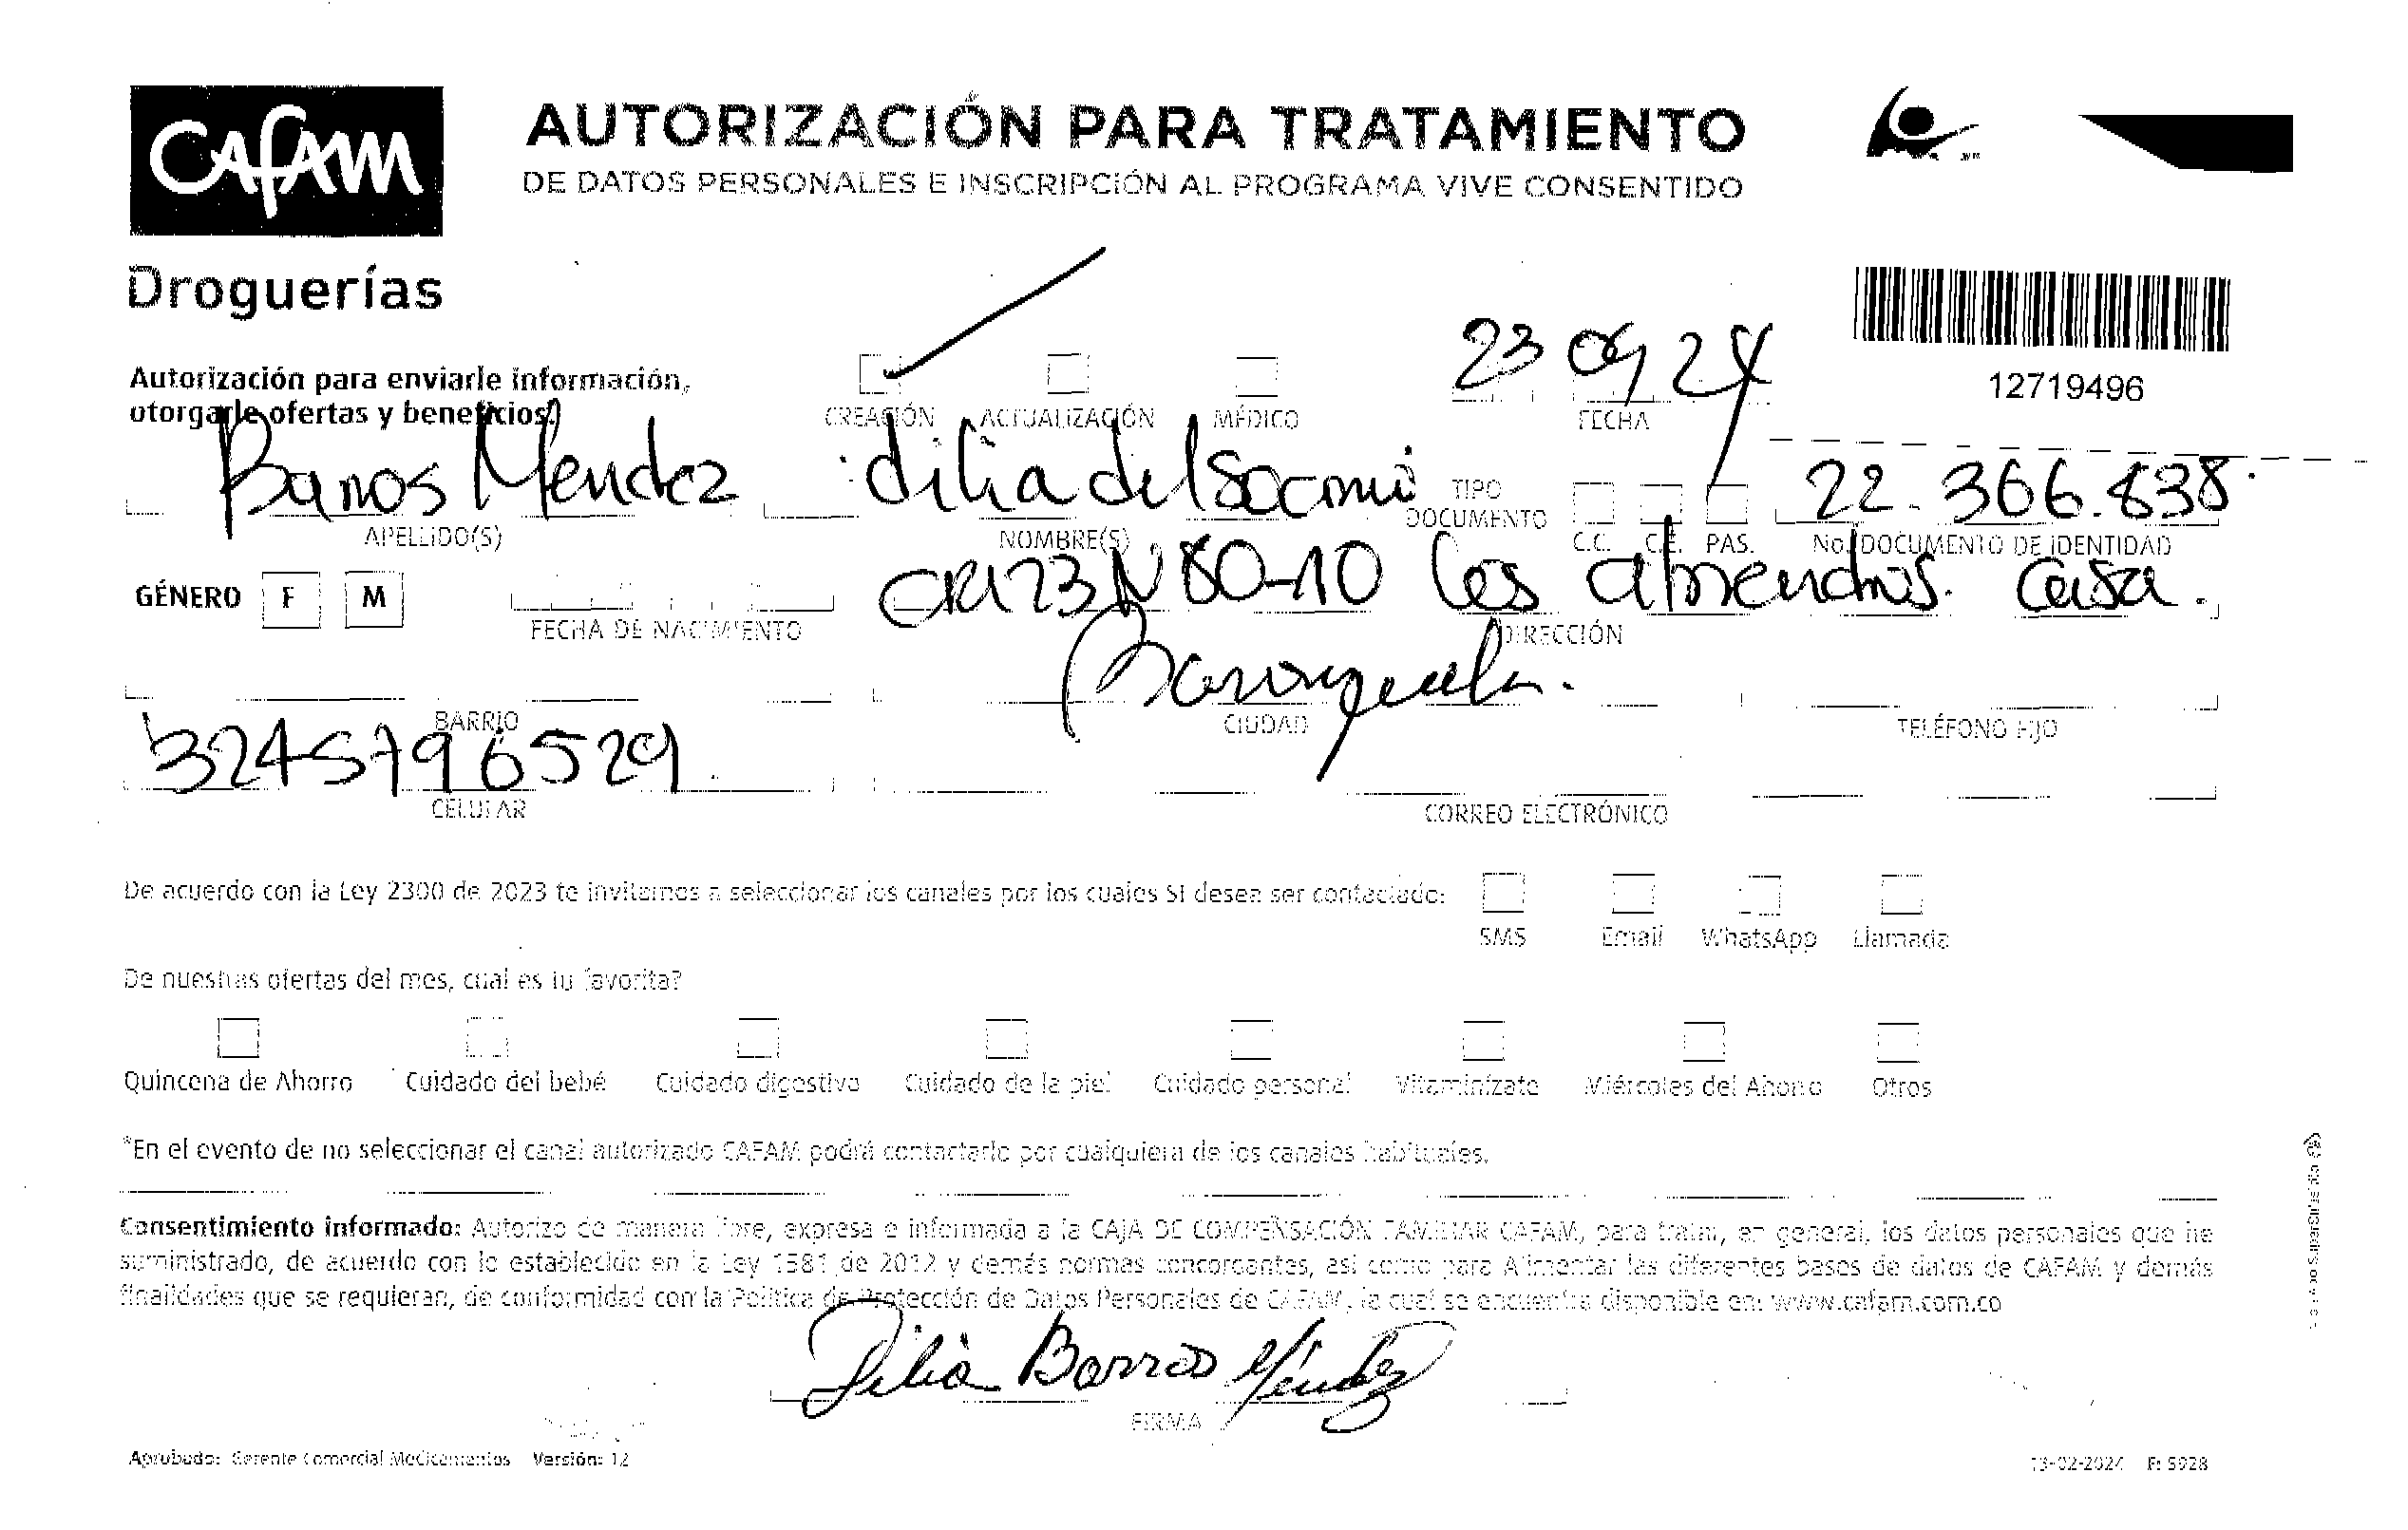 CAFAM
AUTORIZACIÓN PARA TRATAMIENTO
DE DATOS PERSONALES E INSCRIPCIÓN AL PROGRAMA VIVE CONSENTIDO
Droguerías
Autorización para enviarle información,
otorgarle ofertas y beneficios.
CREACIÓN ACTUALIZACIÓN MÉDICO
23 09 24
FECHA
12719496
Barros Mendez
APELLIDO(S)
dilia del
NOMBRE(S)
TIPO
DOCUMENTO
C.C. C.E. PAS.
22.366.838
No. DOCUMENTO DE IDENTIDAD
GÉNERO F M
FECHA DE NACIMIENTO
CRA 23 N 80-10 los almendros. Casa.
DIRECCIÓN
BARRIO
Barranquilla.
CIUDAD
TELÉFONO FIJO
3245796529
CELULAR
CORREO ELECTRÓNICO
De acuerdo con la Ley 2300 de 2023 te invitamos a seleccionar los canales por los cuales SI desea ser contactado:
SMS Email WhatsApp Llamada
De nuestras ofertas del mes, cual es tu favorita?
Quincena de Ahorro Cuidado del bebé Cuidado digestivo Cuidado de la piel Cuidado personal Vitaminízate Miércoles del Ahorro Otros
*En el evento de no seleccionar el canal autorizado CAFAM podrá contactarlo por cualquiera de los canales habituales.
Consentimiento informado: Autorizo de manera libre, expresa e informada a la CAJA DE COMPENSACIÓN FAMILIAR CAFAM, para tratar, en general, los datos personales que he
suministrado, de acuerdo con lo establecido en la Ley 1581 de 2012 y demás normas concordantes, así como para Alimentar las diferentes bases de datos de CAFAM y demás
finalidades que se requieran, de conformidad con la Política de Protección de Datos Personales de CAFAM, la cual se encuentra disponible en: www.cafam.com.co
Dilia Barros Méndez
FIRMA
Aprobado: Gerente Comercial Medicamentos Versión: 12
13-02-2024 F: 5928